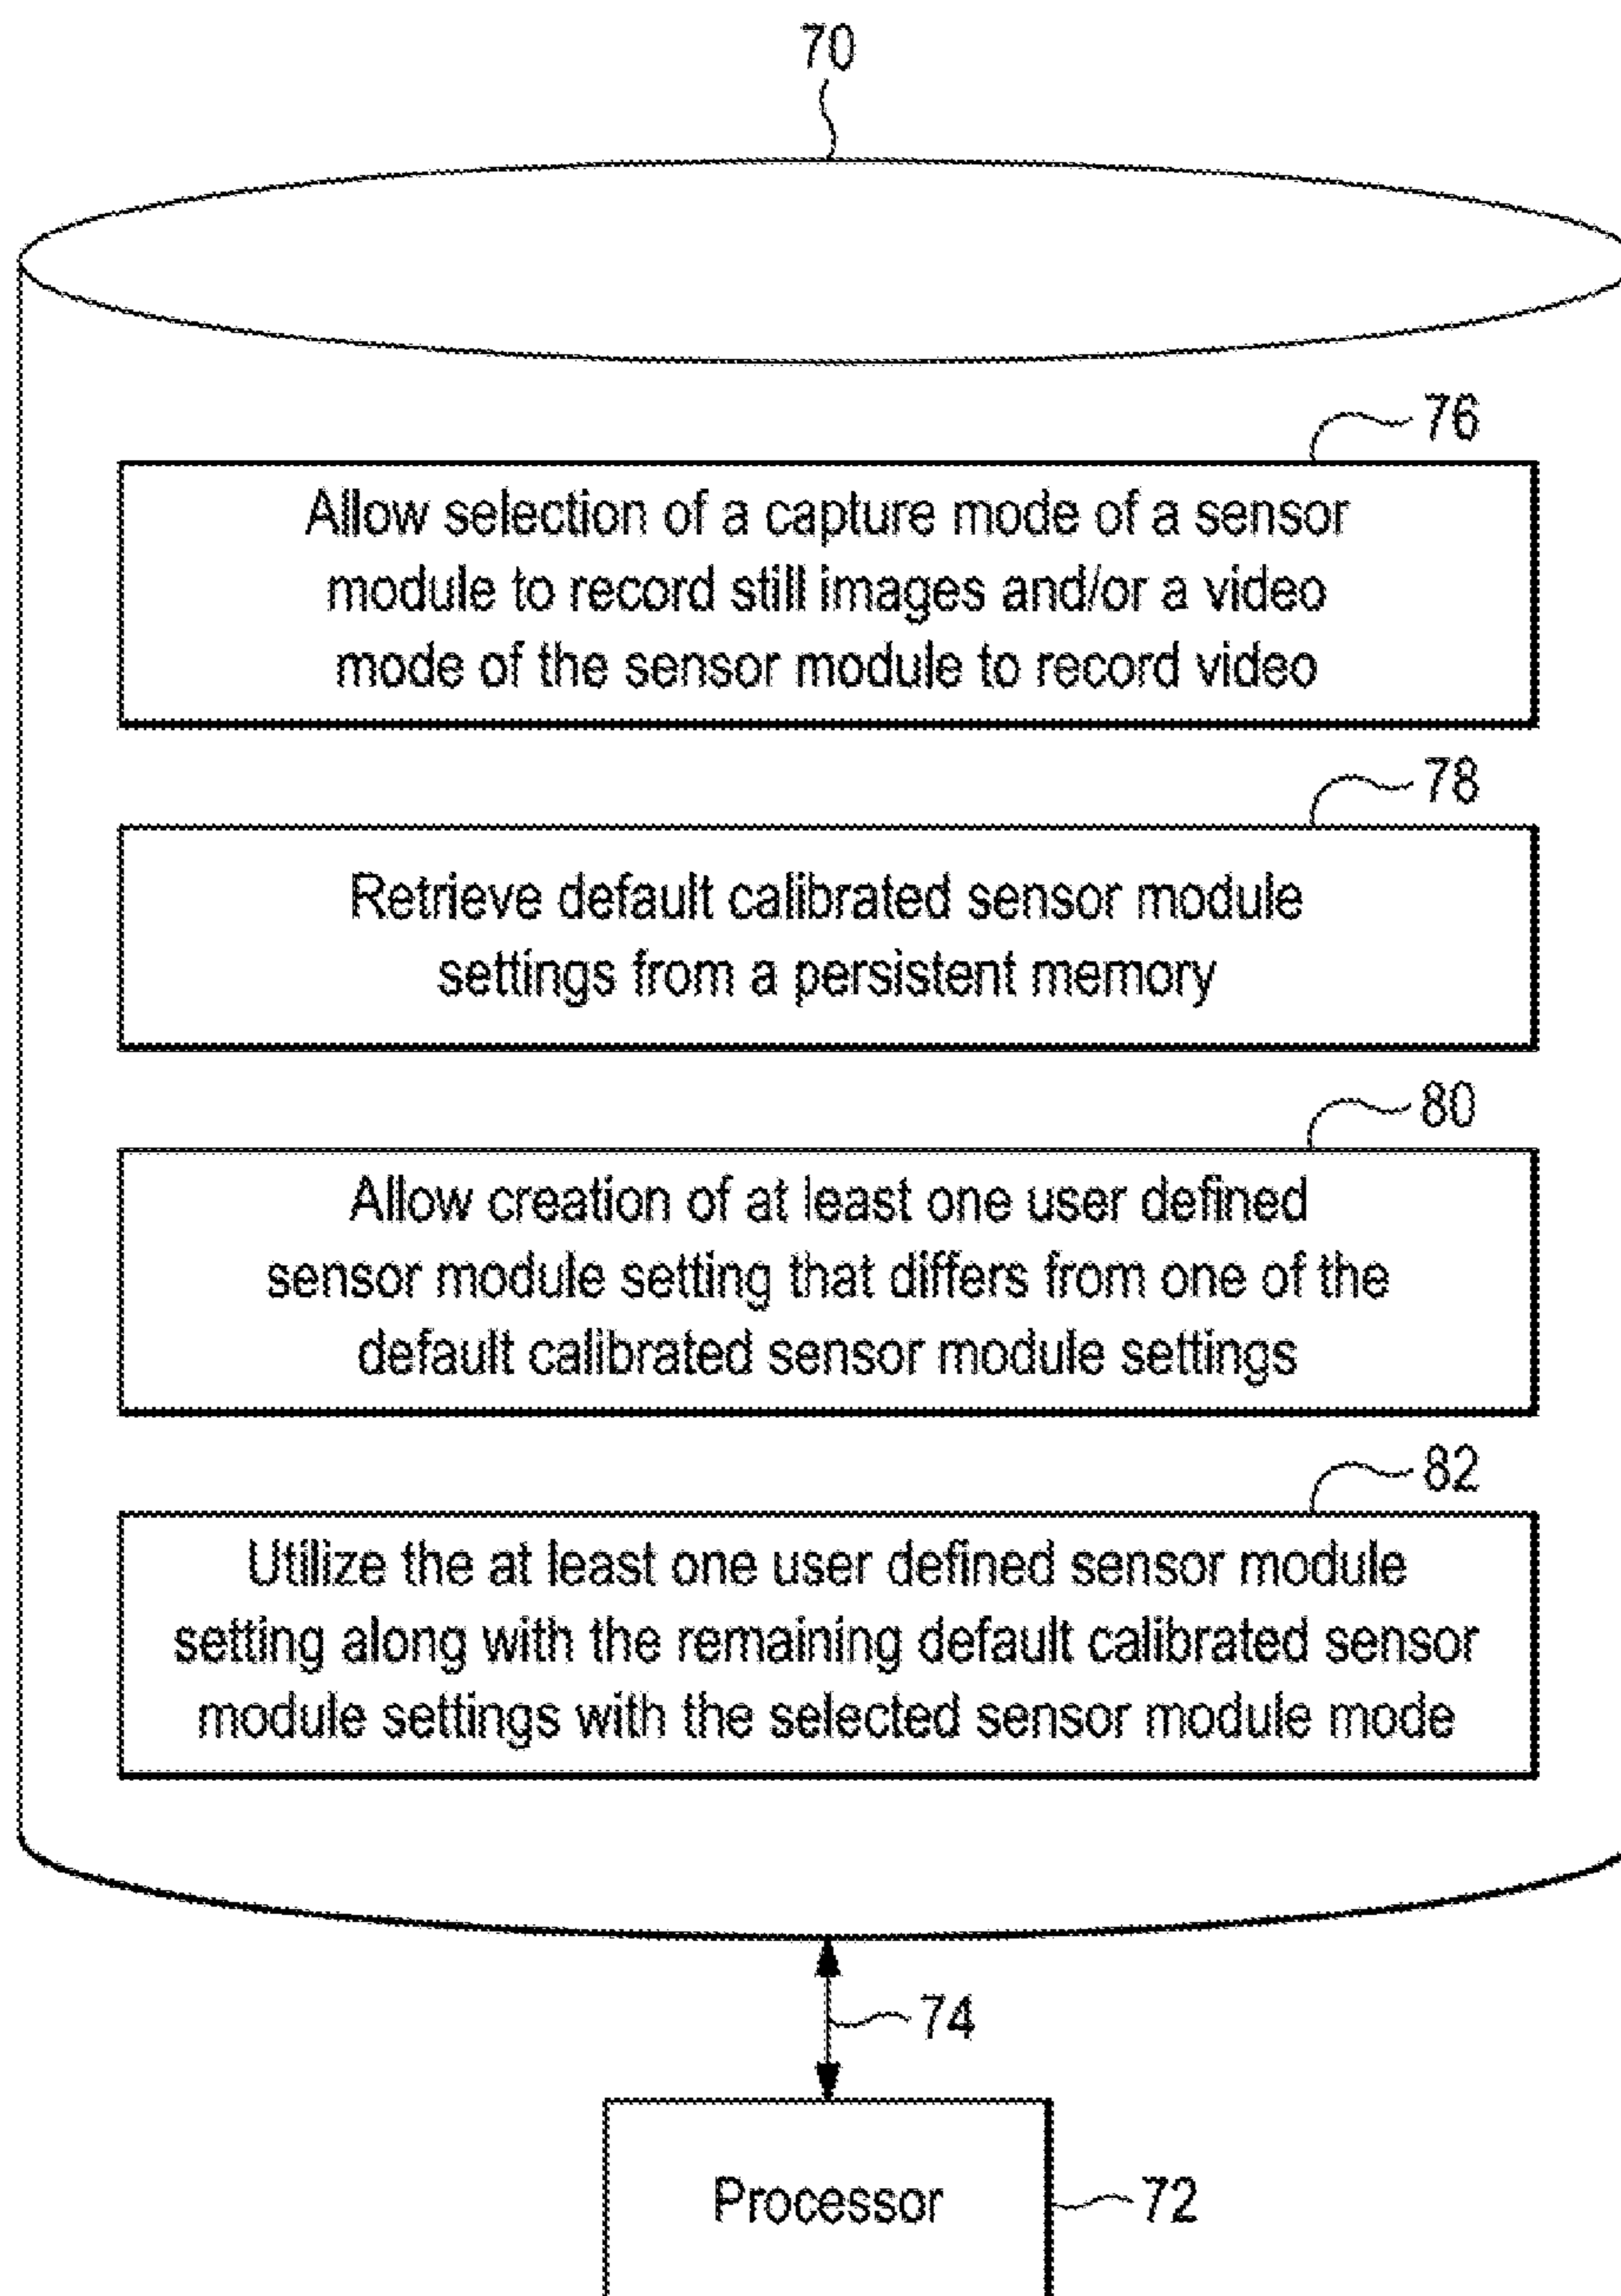 70
76
Allow selection of a capture mode of a sensor
module to record still images and/or a video
mode of the sensor module to record video
78
Retrieve default calibrated sensor module
settings from a persistent memory
80
Allow creation of at least one user defined
sensor module setting that differs from one of the
default calibrated sensor module settings
82
Utilize the at least one user defined sensor module
setting along with the remaining default calibrated sensor
module settings with the selected sensor module mode
74
Processor
72